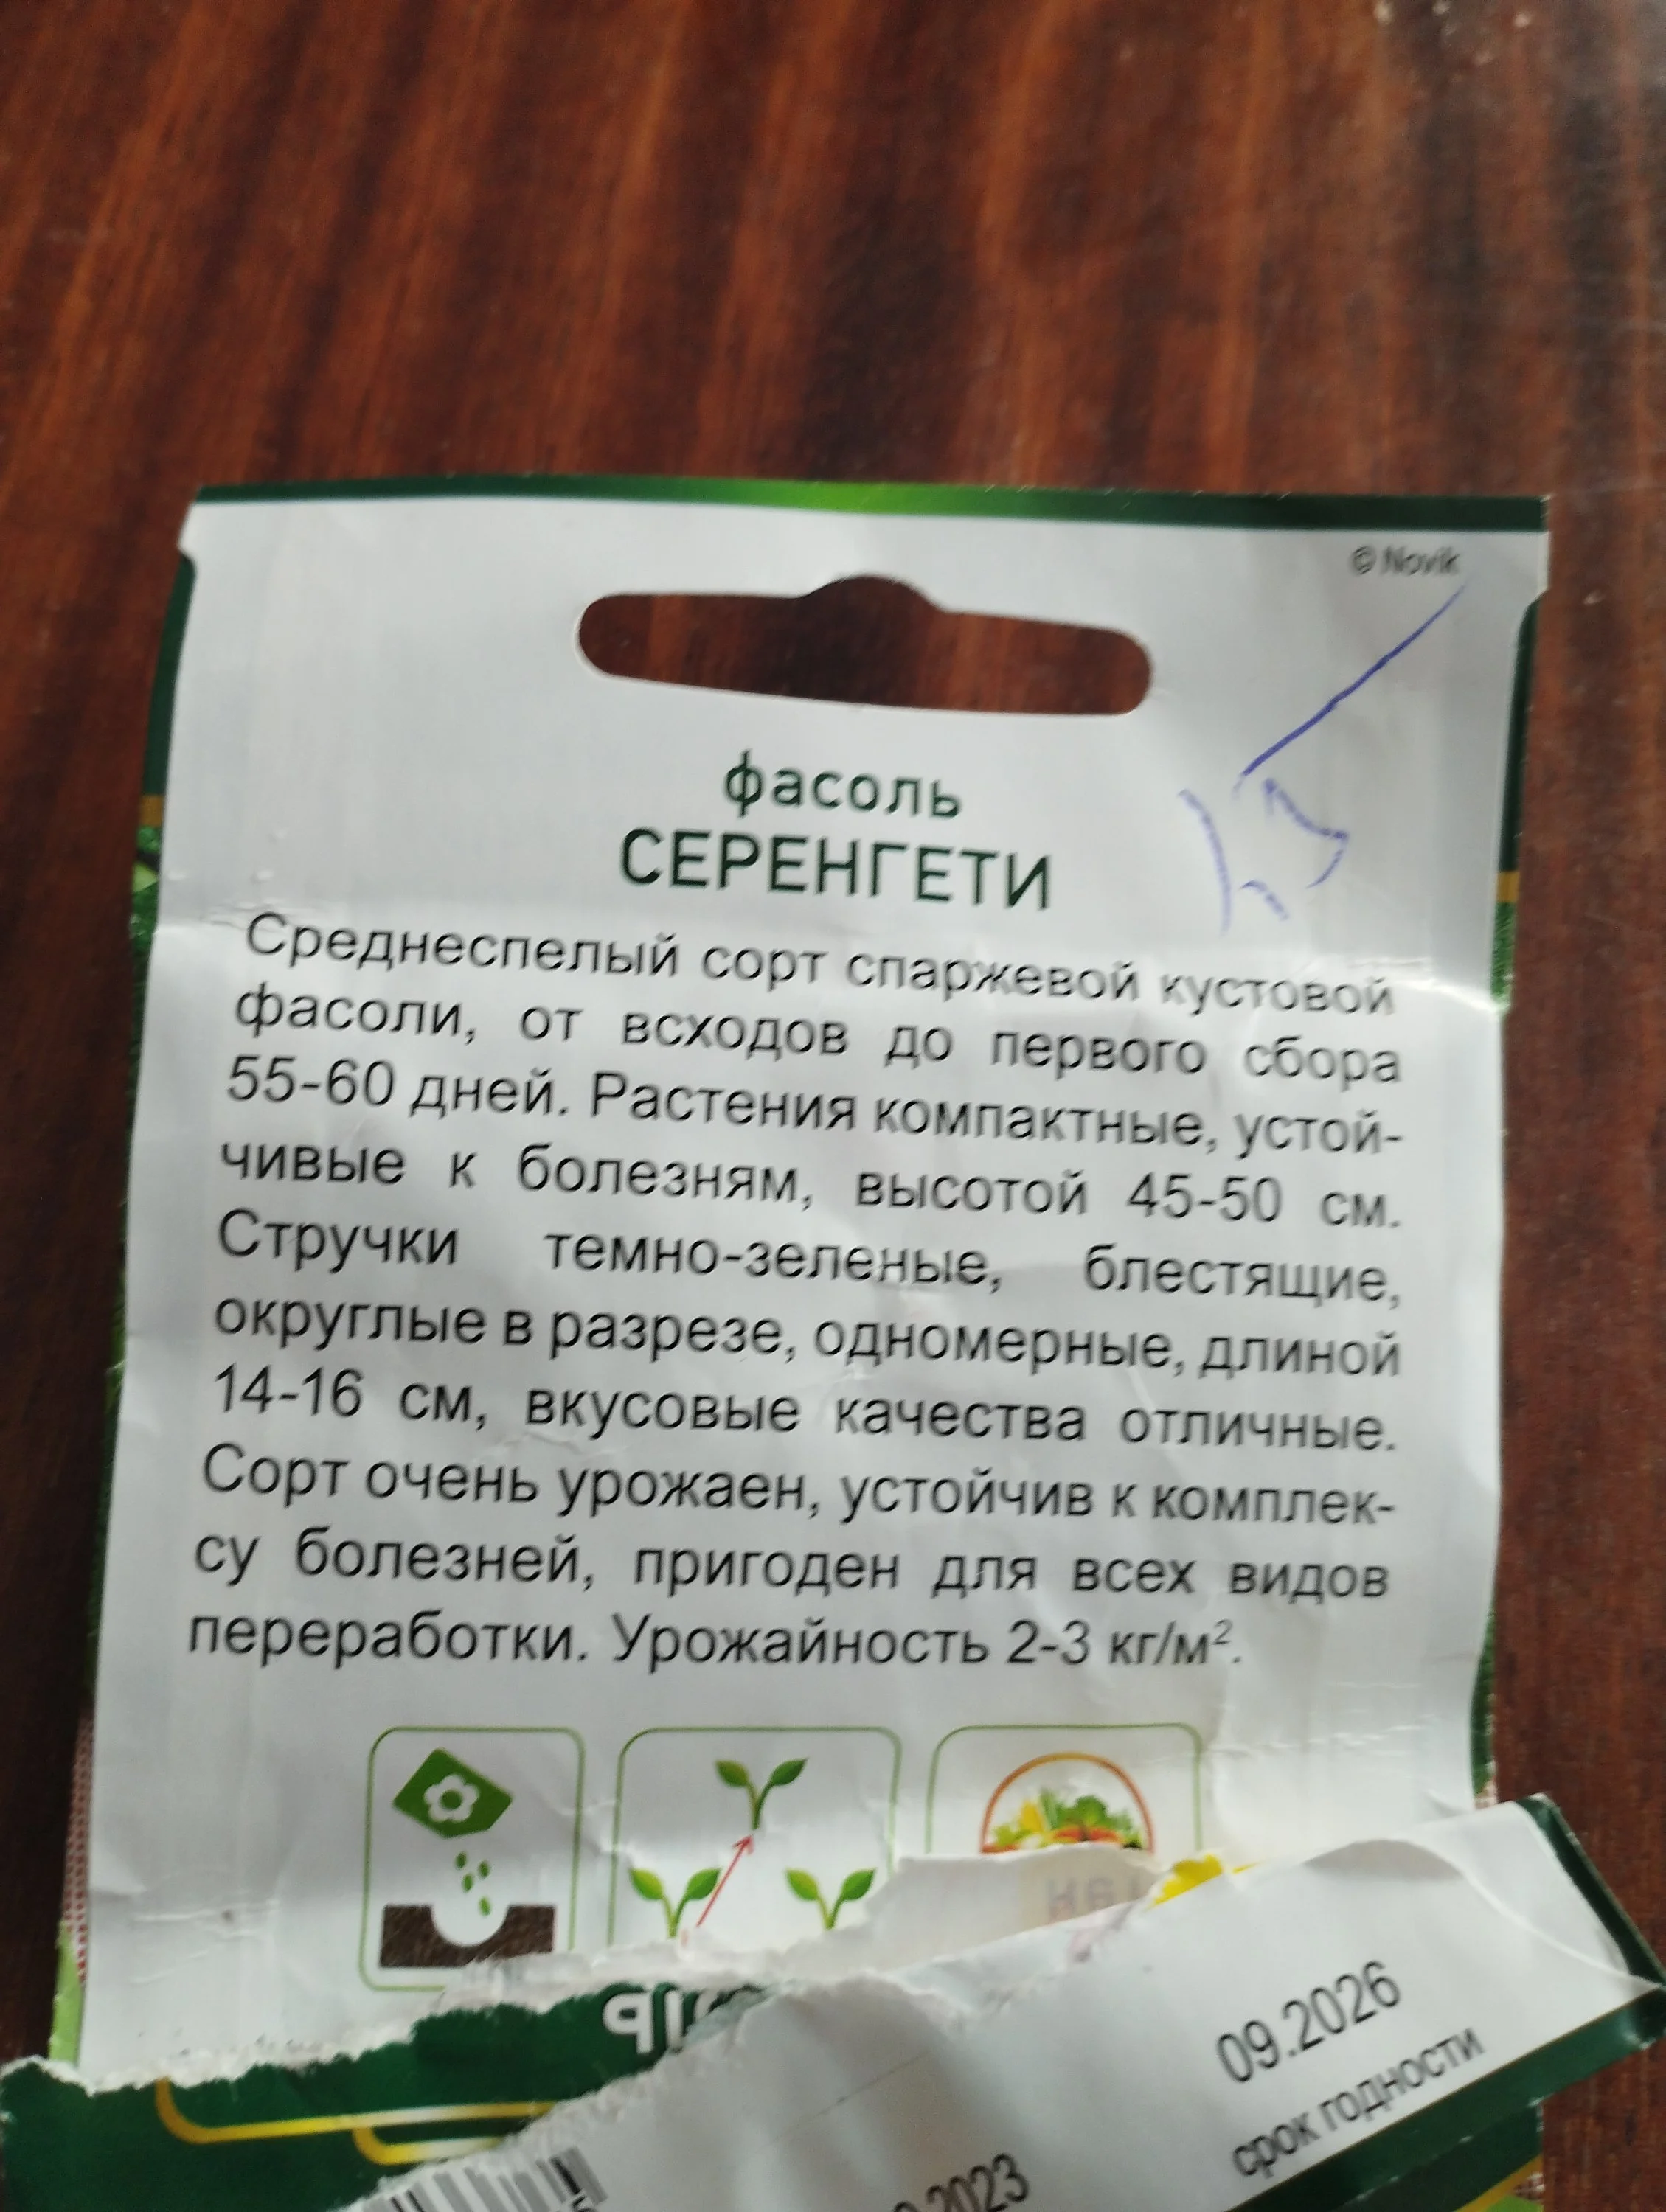 © Novik
фасоль
СЕРЕНГЕТИ
Среднеспелый сорт спаржевой кустовой
фасоли, от всходов до первого сбора
55-60 дней. Растения компактные, устой-
чивые к болезням, высотой 45-50 см.
Стручки темно-зеленые, блестящие,
округлые в разрезе, одномерные, длиной
14-16 см, вкусовые качества отличные.
Сорт очень урожаен, устойчив к комплек-
су болезней, пригоден для всех видов
переработки. Урожайность 2-3 кг/м².
09.2026
срок годности
2023